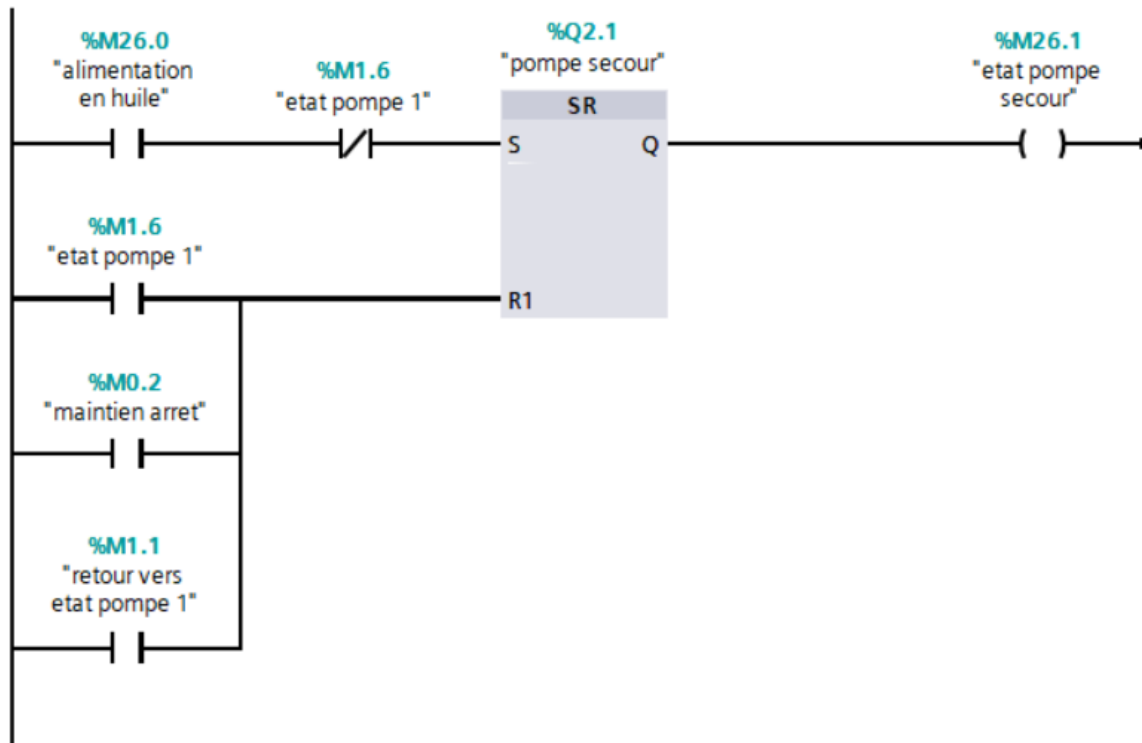 %M26.0
"alimentation
en huile"
%M1.6
"etat pompe 1"
%Q2.1
"pompe secour"
SR
S
Q
%M26.1
"etat pompe
secour"
%M1.6
"etat pompe 1"
R1
%M0.2
"maintien arret"
%M1.1
"retour vers
etat pompe 1"